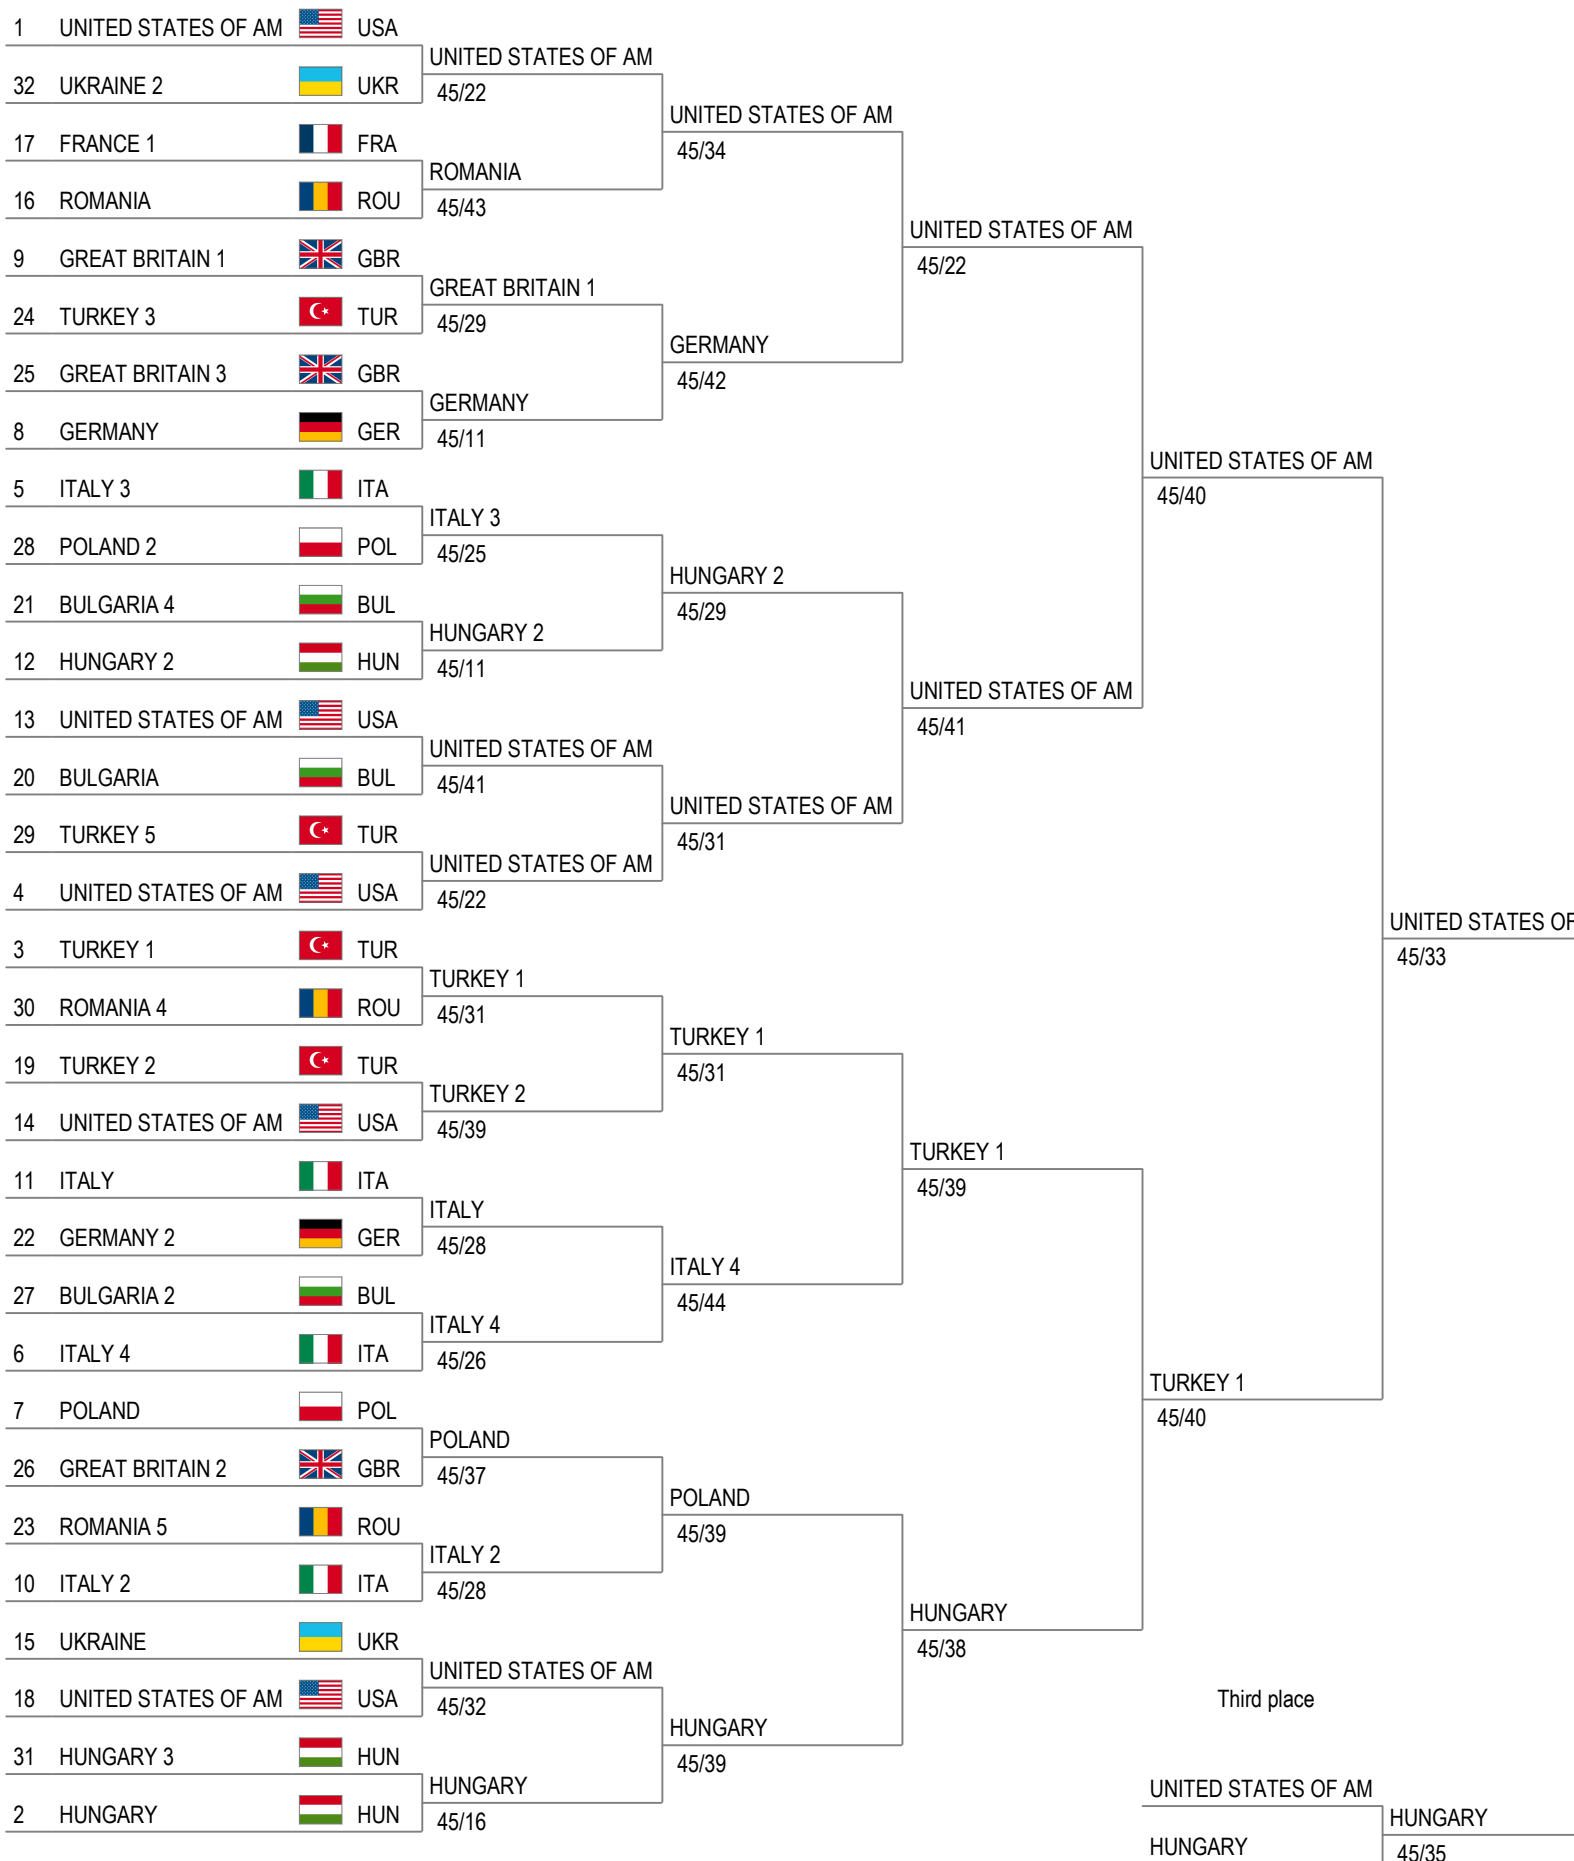 1 UNITED STATES OF AM USA
32 UKRAINE 2 UKR
17 FRANCE 1 FRA
16 ROMANIA ROU
9 GREAT BRITAIN 1 GBR
24 TURKEY 3 TUR
25 GREAT BRITAIN 3 GBR
8 GERMANY GER
5 ITALY 3 ITA
28 POLAND 2 POL
21 BULGARIA 4 BUL
12 HUNGARY 2 HUN
13 UNITED STATES OF AM USA
20 BULGARIA BUL
29 TURKEY 5 TUR
4 UNITED STATES OF AM USA
3 TURKEY 1 TUR
30 ROMANIA 4 ROU
19 TURKEY 2 TUR
14 UNITED STATES OF AM USA
11 ITALY ITA
22 GERMANY 2 GER
27 BULGARIA 2 BUL
6 ITALY 4 ITA
7 POLAND POL
26 GREAT BRITAIN 2 GBR
23 ROMANIA 5 ROU
10 ITALY 2 ITA
15 UKRAINE UKR
18 UNITED STATES OF AM USA
31 HUNGARY 3 HUN
2 HUNGARY HUN
UNITED STATES OF AM
45/22
ROMANIA
45/43
GREAT BRITAIN 1
45/29
GERMANY
45/11
ITALY 3
45/25
HUNGARY 2
45/11
UNITED STATES OF AM
45/41
UNITED STATES OF AM
45/22
TURKEY 1
45/31
TURKEY 2
45/39
ITALY
45/28
ITALY 4
45/26
POLAND
45/37
ITALY 2
45/28
UNITED STATES OF AM
45/32
HUNGARY
45/16
UNITED STATES OF AM
45/34
GERMANY
45/42
HUNGARY 2
45/29
UNITED STATES OF AM
45/31
TURKEY 1
45/31
ITALY 4
45/44
POLAND
45/39
HUNGARY
45/39
UNITED STATES OF AM
45/22
UNITED STATES OF AM
45/41
TURKEY 1
45/39
HUNGARY
45/38
UNITED STATES OF AM
45/40
TURKEY 1
45/40
UNITED STATES OF
45/33
Third place
UNITED STATES OF AM
HUNGARY
HUNGARY
45/35